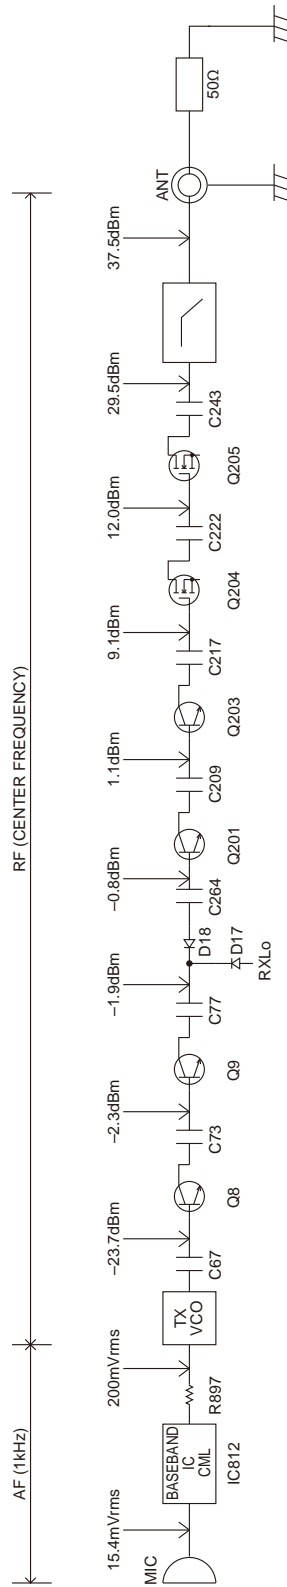 AF (1kHz)
RF (CENTER FREQUENCY)
15.4mVrms
200mVrms
–23.7dBm
–2.3dBm
–1.9dBm
–0.8dBm
1.1dBm
9.1dBm
12.0dBm
29.5dBm
37.5dBm
MIC
BASEBAND
IC
CML
IC812
R897
TX
VCO
C67
Q8
C73
Q9
C77
D18
D17
RXLo
C264
Q201
C209
Q203
C217
Q204
C222
Q205
C243
ANT
50Ω